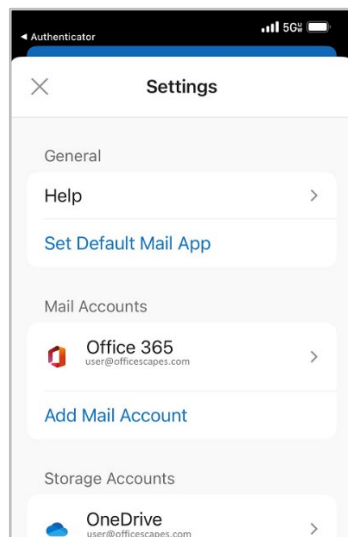 ◀ Authenticator
5G
Settings
General
Help
Set Default Mail App
Mail Accounts
Office 365
user@officescapes.com
Add Mail Account
Storage Accounts
OneDrive
user@officescapes.com